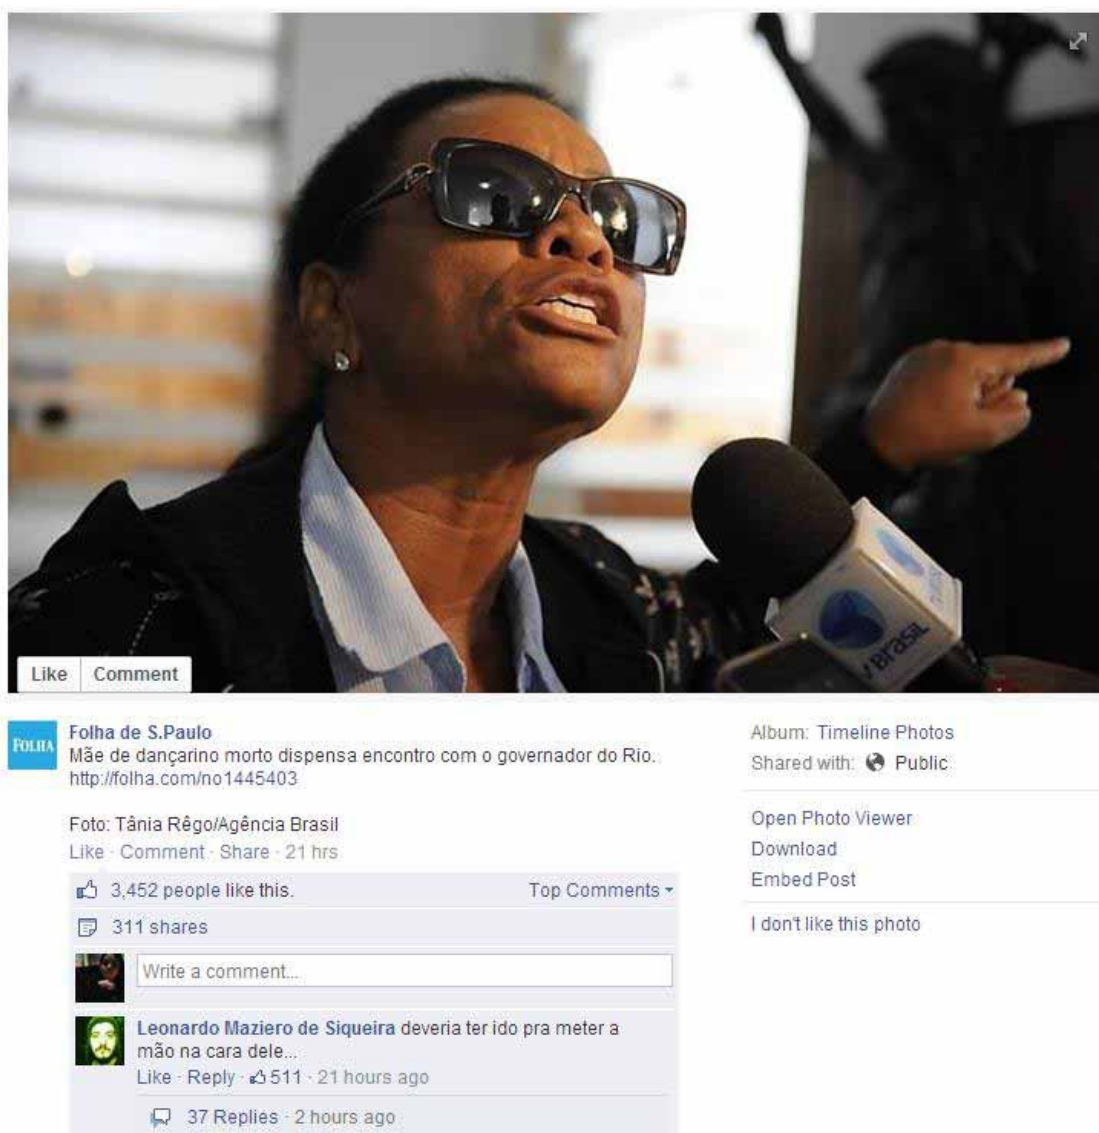 V Brasil
Like Comment
FOLHA
Folha de S.Paulo
Mãe de dançarino morto dispensa encontro com o governador do Rio.
http://folha.com/no1445403
Foto: Tânia Rêgo/Agência Brasil
Like · Comment · Share · 21 hrs
3,452 people like this.
Top Comments
311 shares
Write a comment...
Leonardo Maziero de Siqueira deveria ter ido pra meter a
mão na cara dele...
Like · Reply · 511 · 21 hours ago
37 Replies · 2 hours ago
Album: Timeline Photos
Shared with: Public
Open Photo Viewer
Download
Embed Post
I don't like this photo